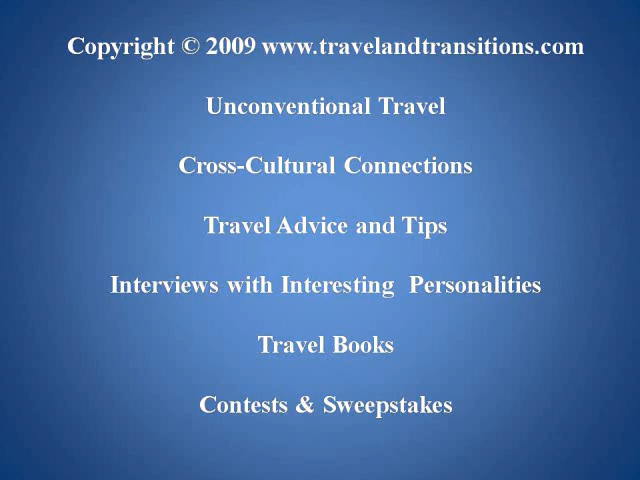 Copyright © 2009 www.travelandtransitions.com
Unconventional Travel
Cross-Cultural Connections
Travel Advice and Tips
Interviews with Interesting  Personalities
Travel Books
Contests & Sweepstakes